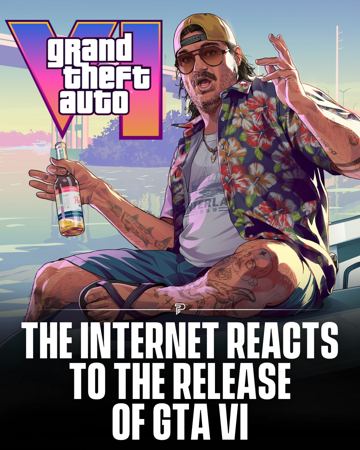 VI
grand
theft
auto
THE INTERNET REACTS
TO THE RELEASE
OF GTA VI